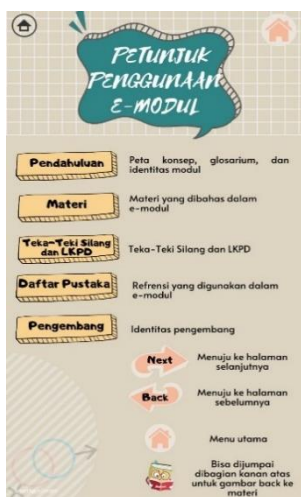 PETUNJUK
PENGGUNAAN
E-MODUL
Pendahuluan
Peta konsep, glosarium, dan
identitas modul
Materi
Materi yang dibahas dalam
e-modul
Teka-Teki Silang
dan LKPD
Teka-Teki Silang dan LKPD
Daftar Pustaka
Refrensi yang digunakan dalam
e-modul
Pengembang
Identitas pengembang
Next
Menuju ke halaman
selanjutnya
Back
Menuju ke halaman
sebelumnya
Menu utama
Bisa dijumpai
dibagian kanan atas
untuk gambar back ke
materi